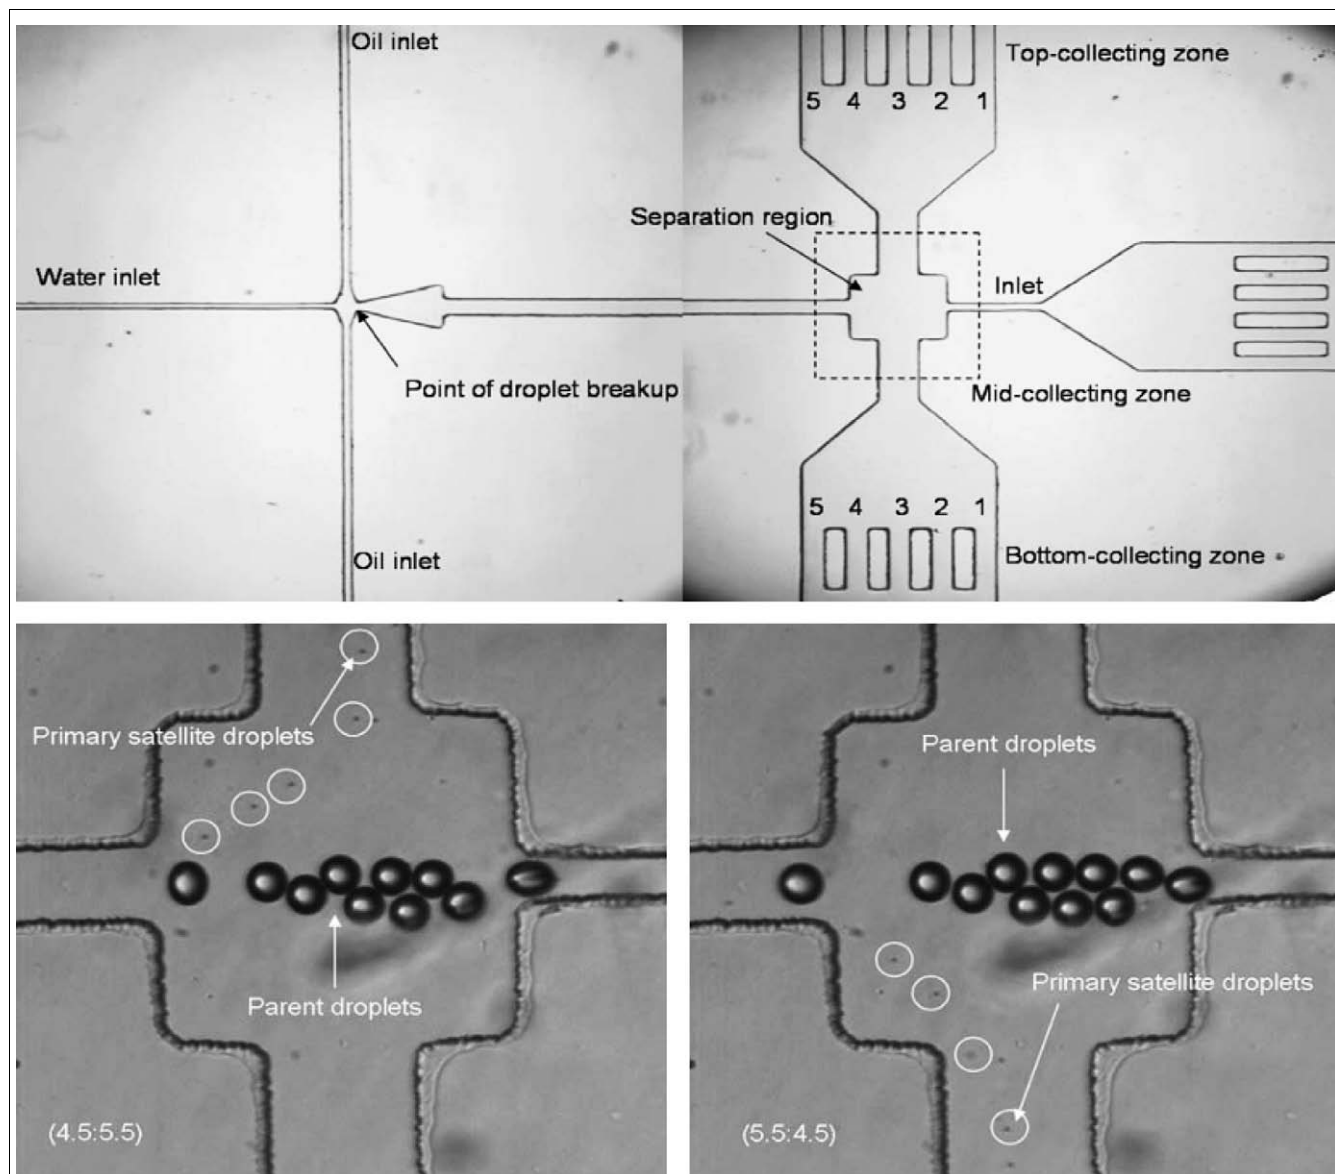 Oil inlet
Water inlet
Point of droplet breakup
Oil inlet
Top-collecting zone
5 4 3 2 1
Separation region
Inlet
Mid-collecting zone
5 4 3 2 1
Bottom-collecting zone
Primary satellite droplets
Parent droplets
(4.5:5.5)
Parent droplets
Primary satellite droplets
(5.5:4.5)